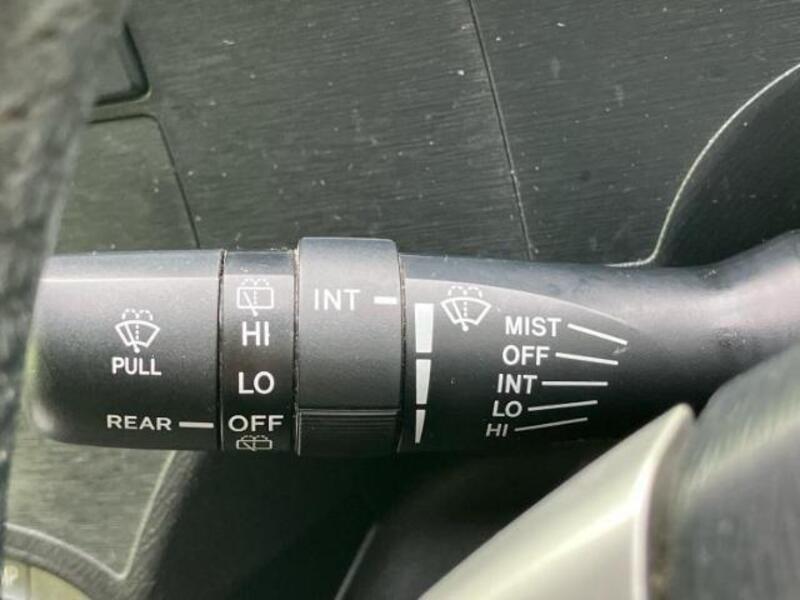 PULL
REAR
HI
LO
OFF
INT
MIST
OFF
INT
LO
HI